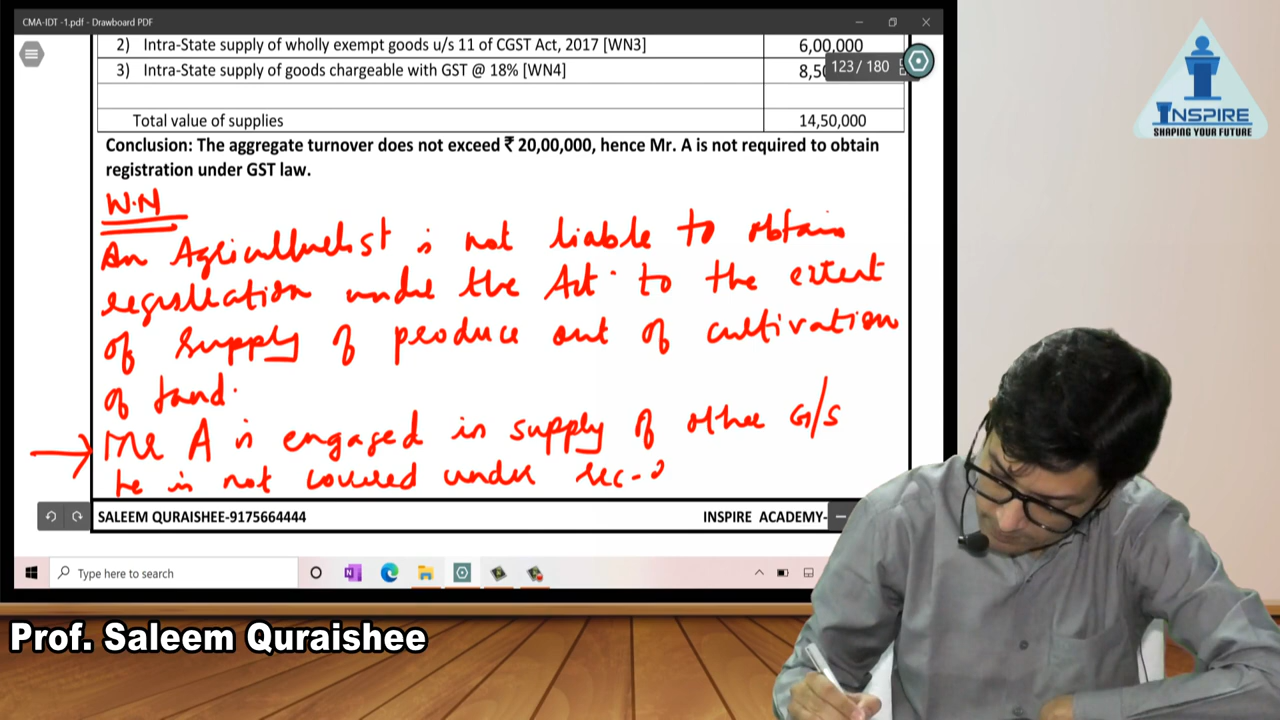 CMA-IDT -1.pdf - Drawboard PDF
2) Intra-State supply of wholly exempt goods u/s 11 of CGST Act, 2017 [WN3] 6,00,000
3) Intra-State supply of goods chargeable with GST @ 18% [WN4] 8,50
123 / 180
Total value of supplies 14,50,000
Conclusion: The aggregate turnover does not exceed ₹ 20,00,000, hence Mr. A is not required to obtain
registration under GST law.
W.N
An Agriculturist is not liable to obtain
registration under the Act to the extent
of supply of produce out of cultivation
of land.
→ Mr A is engaged in supply of other G/S
he is not covered under sec-2
SALEEM QURAISHEE-9175664444 INSPIRE ACADEMY-
Type here to search
Prof. Saleem Quraishee
INSPIRE
SHAPING YOUR FUTURE